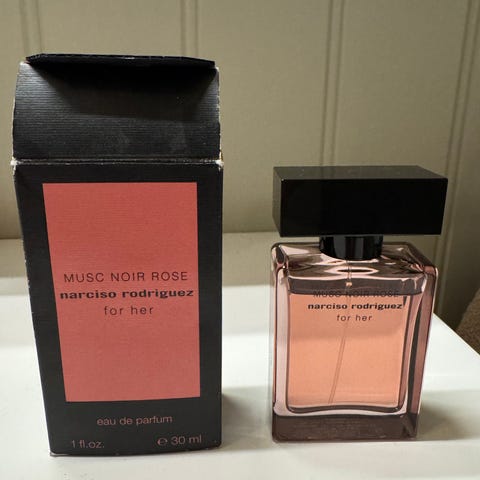 MUSC NOIR ROSE
narciso rodriguez
for her
eau de parfum
1 fl.oz. ℮ 30 ml
MUSC NOIR ROSE
narciso rodriguez
for her